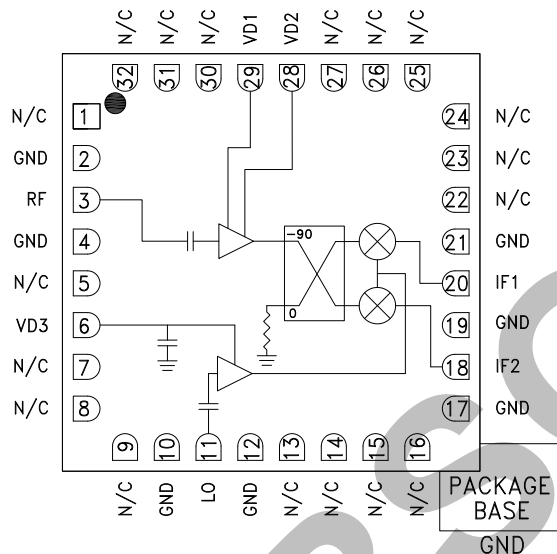 N/C N/C N/C VD1 VD2 N/C N/C N/C
32 31 30 29 28 27 26 25
N/C 1 24 N/C
GND 2 23 N/C
RF 3 22 N/C
GND 4 21 GND
-90
N/C 5 20 IF1
0
VD3 6 19 GND
N/C 7 18 IF2
N/C 8 17 GND
9 10 11 12 13 14 15 16
N/C GND LO GND N/C N/C N/C N/C
PACKAGE
BASE
GND